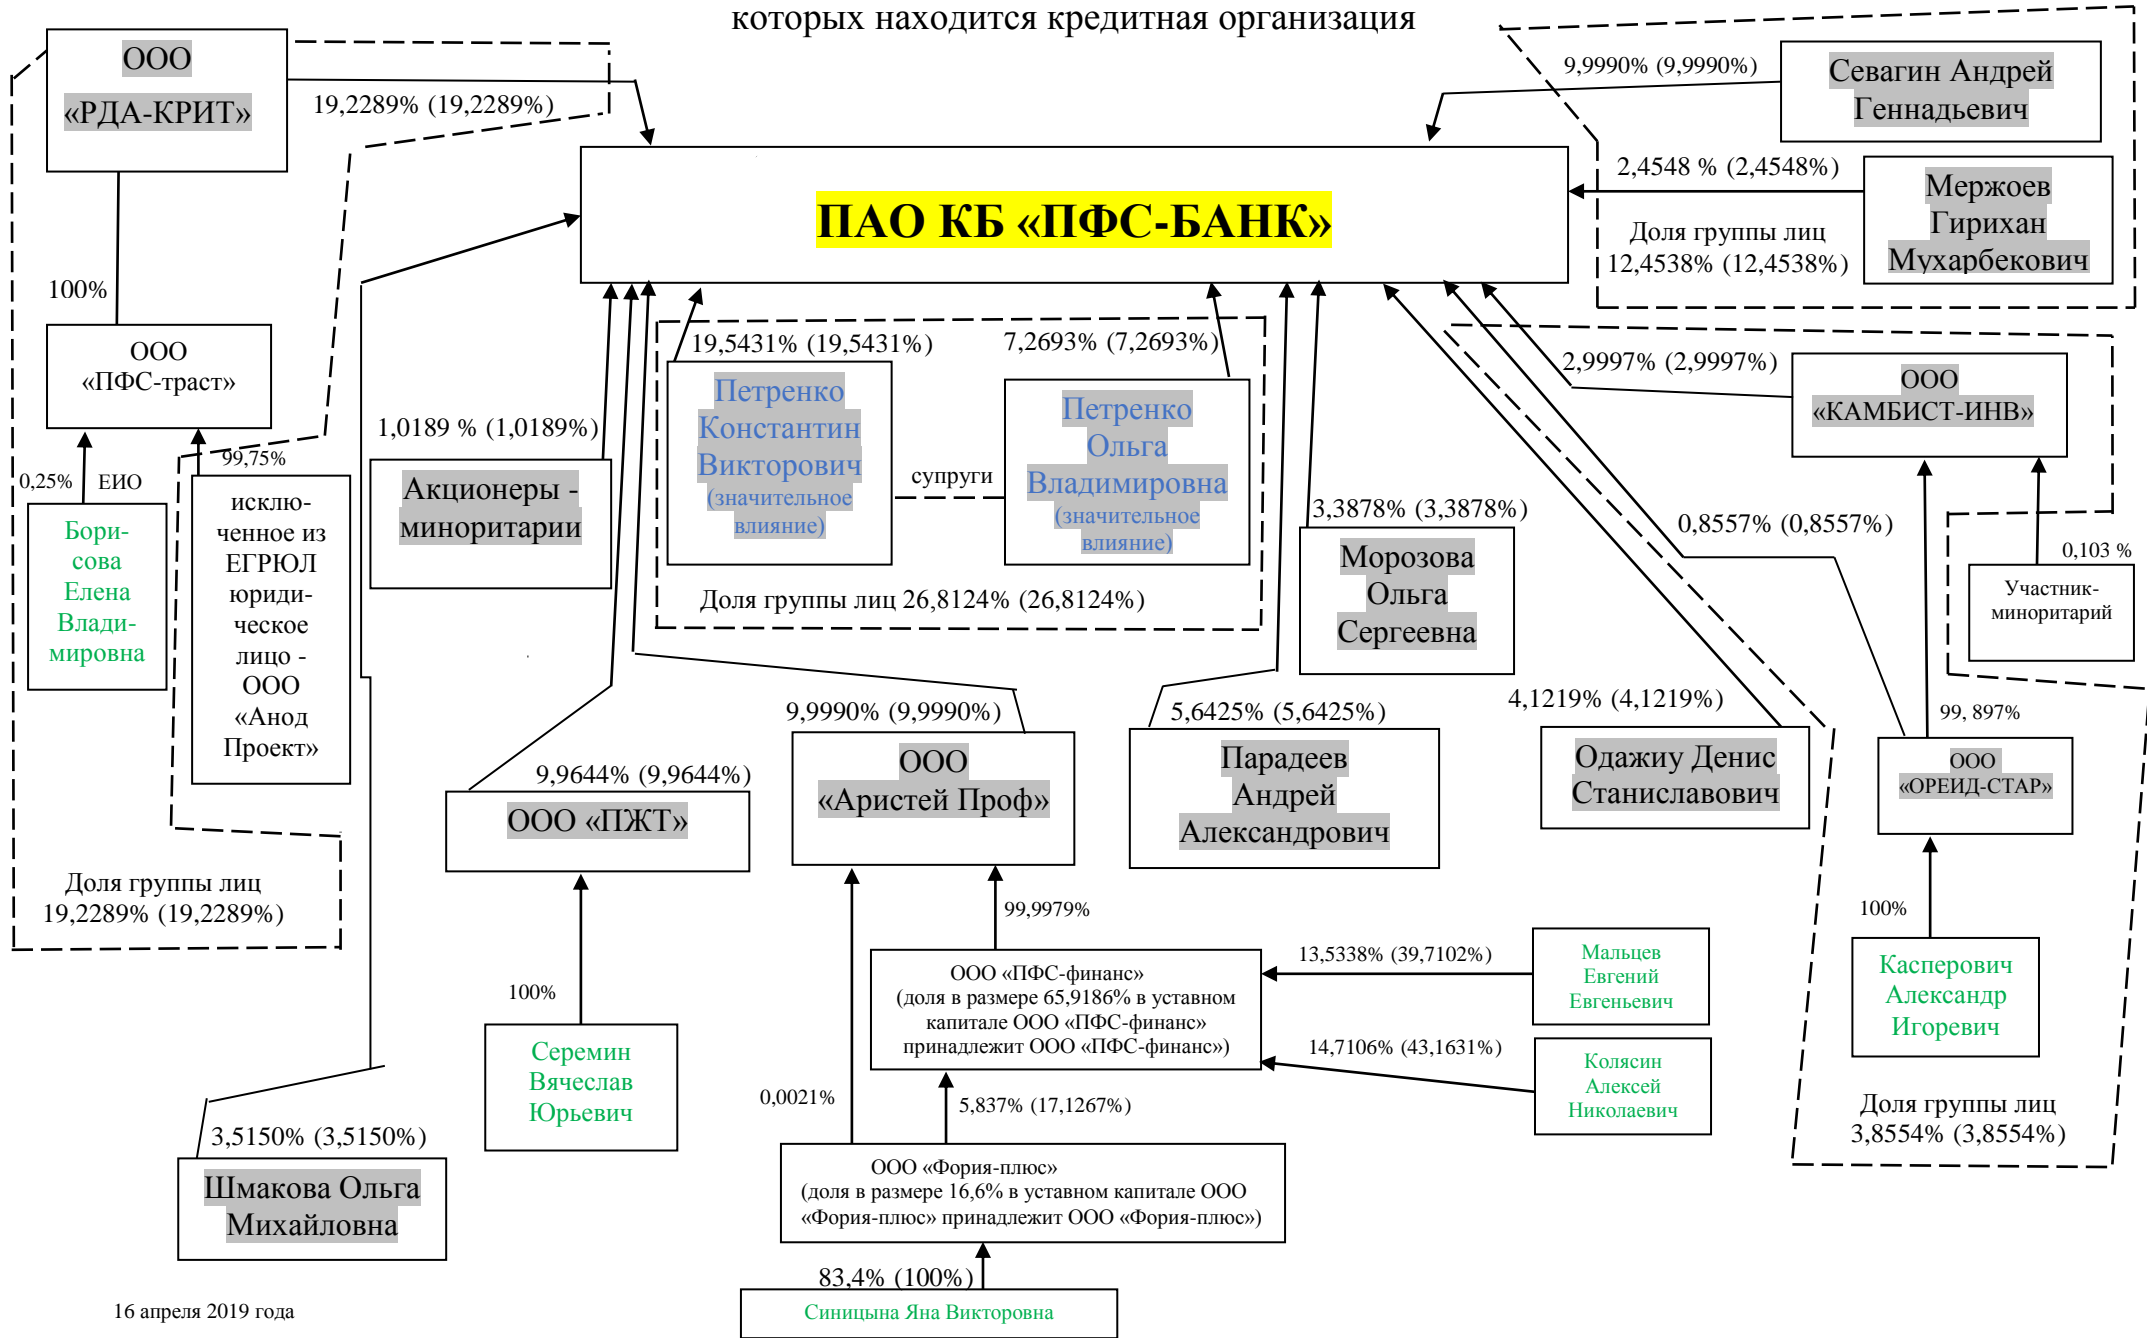 которых находится кредитная организация
ООО
«РДА-КРИТ»
19,2289% (19,2289%)
9,9990% (9,9990%)
Севагин Андрей
Геннадьевич
2,4548 % (2,4548%)
Мержоев
Гирихан
Мухарбекович
Доля группы лиц
12,4538% (12,4538%)
ПАО КБ «ПФС-БАНК»
100%
ООО
«ПФС-траст»
0,25% ЕИО
99,75%
Бори-
сова
Елена
Влади-
мировна
исклю-
ченное из
ЕГРЮЛ
юриди-
ческое
лицо -
ООО
«Анод
Проект»
Доля группы лиц
19,2289% (19,2289%)
1,0189 % (1,0189%)
Акционеры -
миноритарии
19,5431% (19,5431%)
Петренко
Константин
Викторович
(значительное
влияние)
супруги
7,2693% (7,2693%)
Петренко
Ольга
Владимировна
(значительное
влияние)
Доля группы лиц 26,8124% (26,8124%)
3,3878% (3,3878%)
Морозова
Ольга
Сергеевна
2,9997% (2,9997%)
ООО
«КАМБИСТ-ИНВ»
0,8557% (0,8557%)
0,103 %
Участник-
миноритарий
99, 897%
4,1219% (4,1219%)
Одажиу Денис
Станиславович
ООО
«ОРЕИД-СТАР»
5,6425% (5,6425%)
Парадеев
Андрей
Александрович
9,9990% (9,9990%)
ООО
«Аристей Проф»
9,9644% (9,9644%)
ООО «ПЖТ»
100%
Серемин
Вячеслав
Юрьевич
99,9979%
ООО «ПФС-финанс»
(доля в размере 65,9186% в уставном
капитале ООО «ПФС-финанс»
принадлежит ООО «ПФС-финанс»)
13,5338% (39,7102%)
Мальцев
Евгений
Евгеньевич
14,7106% (43,1631%)
Колясин
Алексей
Николаевич
100%
Касперович
Александр
Игоревич
Доля группы лиц
3,8554% (3,8554%)
0,0021%
5,837% (17,1267%)
ООО «Фория-плюс»
(доля в размере 16,6% в уставном капитале ООО
«Фория-плюс» принадлежит ООО «Фория-плюс»)
83,4% (100%)
Синицына Яна Викторовна
3,5150% (3,5150%)
Шмакова Ольга
Михайловна
16 апреля 2019 года